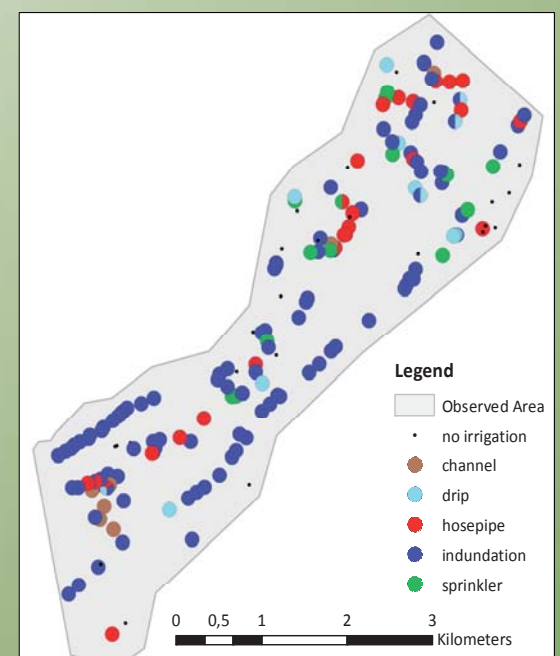 Legend
Observed Area
no irrigation
channel
drip
hosepipe
indundation
sprinkler
0 0,5 1 2 3
Kilometers